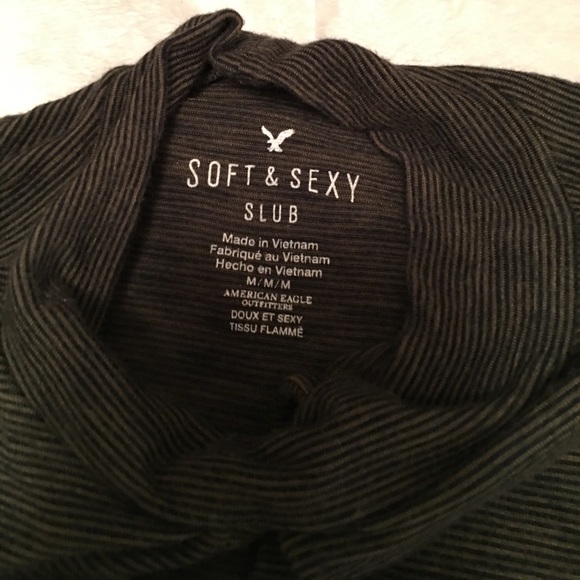 SOFT & SEXY
SLUB
Made in Vietnam
Fabriqué au Vietnam
Hecho en Vietnam
M/M/M
AMERICAN EAGLE
OUTFITTERS
DOUX ET SEXY
TISSU FLAMMÉ